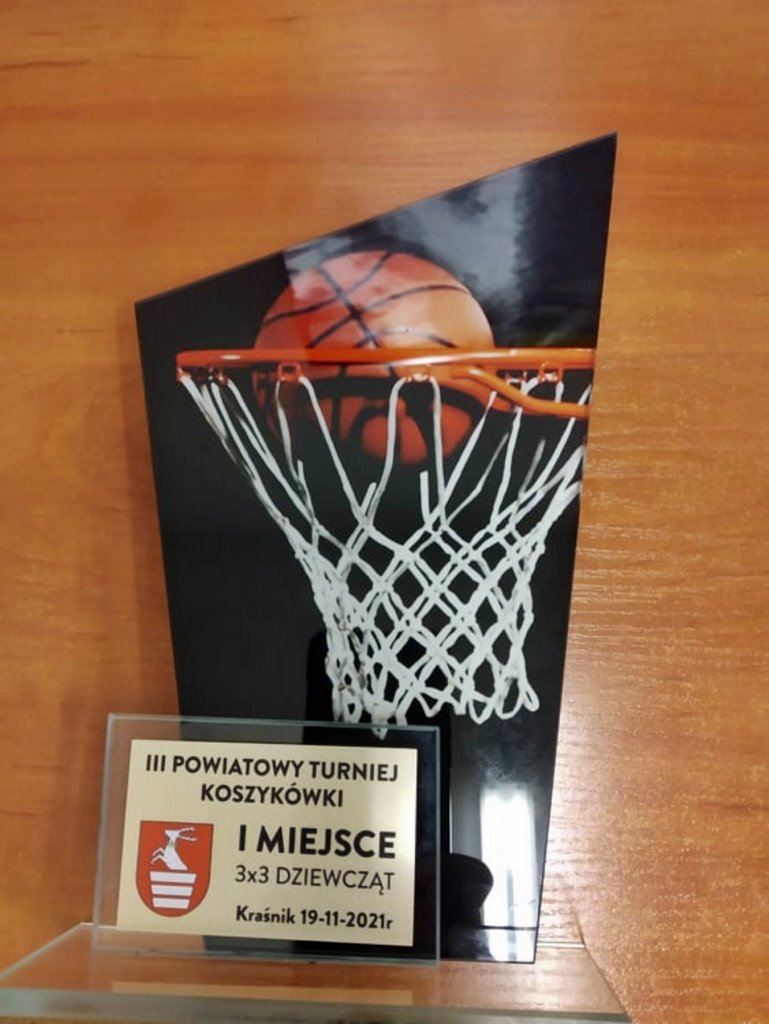 III POWIATOWY TURNIEJ
KOSZYKÓWKI
I MIEJSCE
3x3 DZIEWCZĄT
Kraśnik 19-11-2021r